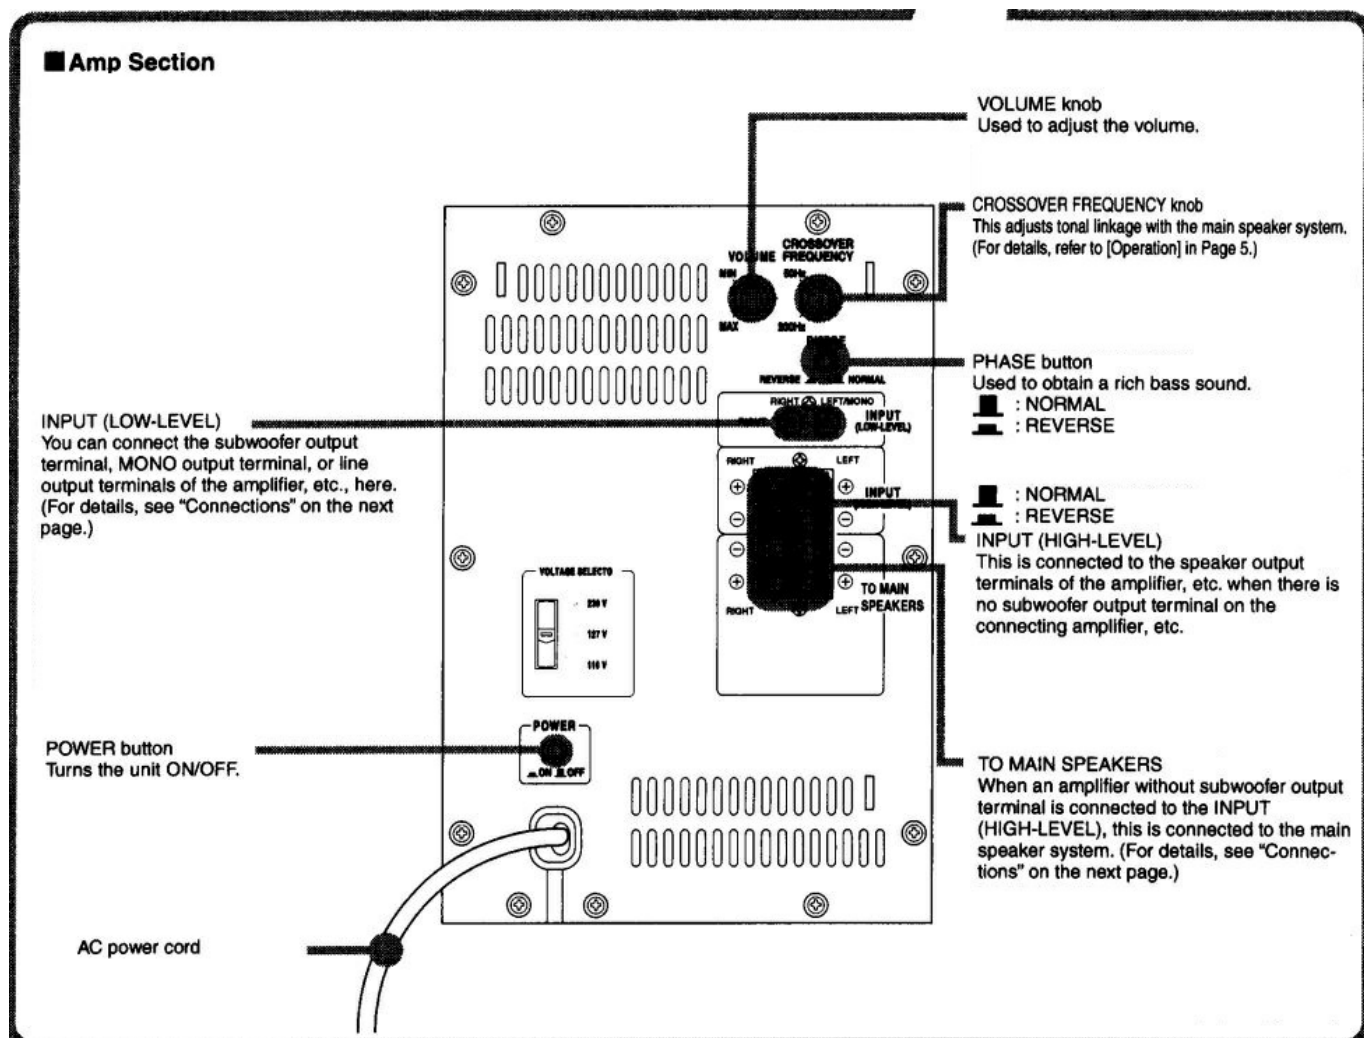 ■Amp Section
VOLUME knob
Used to adjust the volume.
CROSSOVER FREQUENCY knob
This adjusts tonal linkage with the main speaker system.
(For details, refer to [Operation] in Page 5.)
PHASE button
Used to obtain a rich bass sound.
: NORMAL
: REVERSE
: NORMAL
: REVERSE
INPUT (HIGH-LEVEL)
This is connected to the speaker output
terminals of the amplifier, etc. when there is
no subwoofer output terminal on the
connecting amplifier, etc.
TO MAIN SPEAKERS
When an amplifier without subwoofer output
terminal is connected to the INPUT
(HIGH-LEVEL), this is connected to the main
speaker system. (For details, see “Connec-
tions” on the next page.)
INPUT (LOW-LEVEL)
You can connect the subwoofer output
terminal, MONO output terminal, or line
output terminals of the amplifier, etc., here.
(For details, see “Connections” on the next
page.)
POWER button
Turns the unit ON/OFF.
AC power cord
CROSSOVER
VOLUME FREQUENCY
MIN
MAX
REVERSE NORMAL
RIGHT LEFT/MONO
INPUT
(LOW-LEVEL)
RIGHT LEFT
+ +
INPUT
- -
- -
+ +
TO MAIN
SPEAKERS
RIGHT LEFT
VOLTAGE SELECTO
127 V
POWER
ON OFF